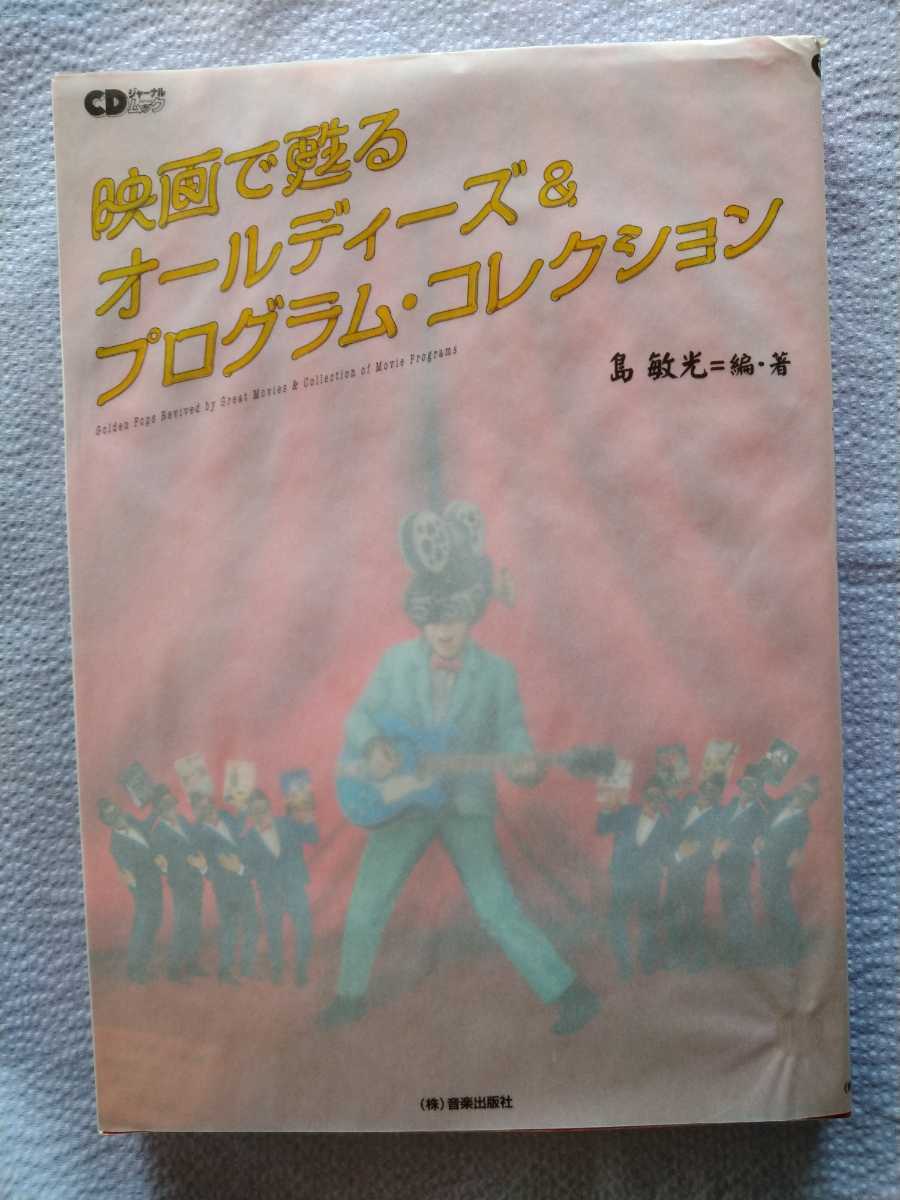 CDジャーナルムック
映画で甦る
オールディーズ&
プログラム・コレクション
Golden Pops Revived by Great Movies & Collection of Movie Programs
島 敏光=編・著
(株)音楽出版社